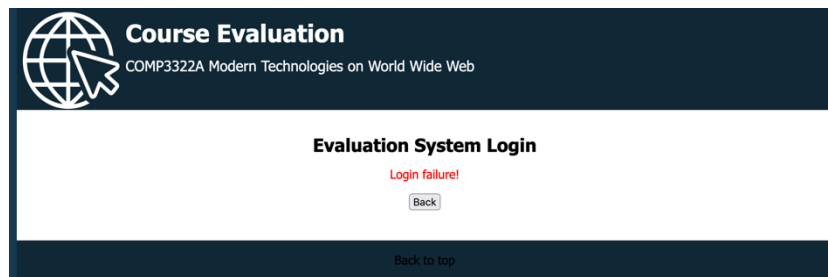 Course Evaluation
COMP3322A Modern Technologies on World Wide Web
Evaluation System Login
Login failure!
Back
Back to top